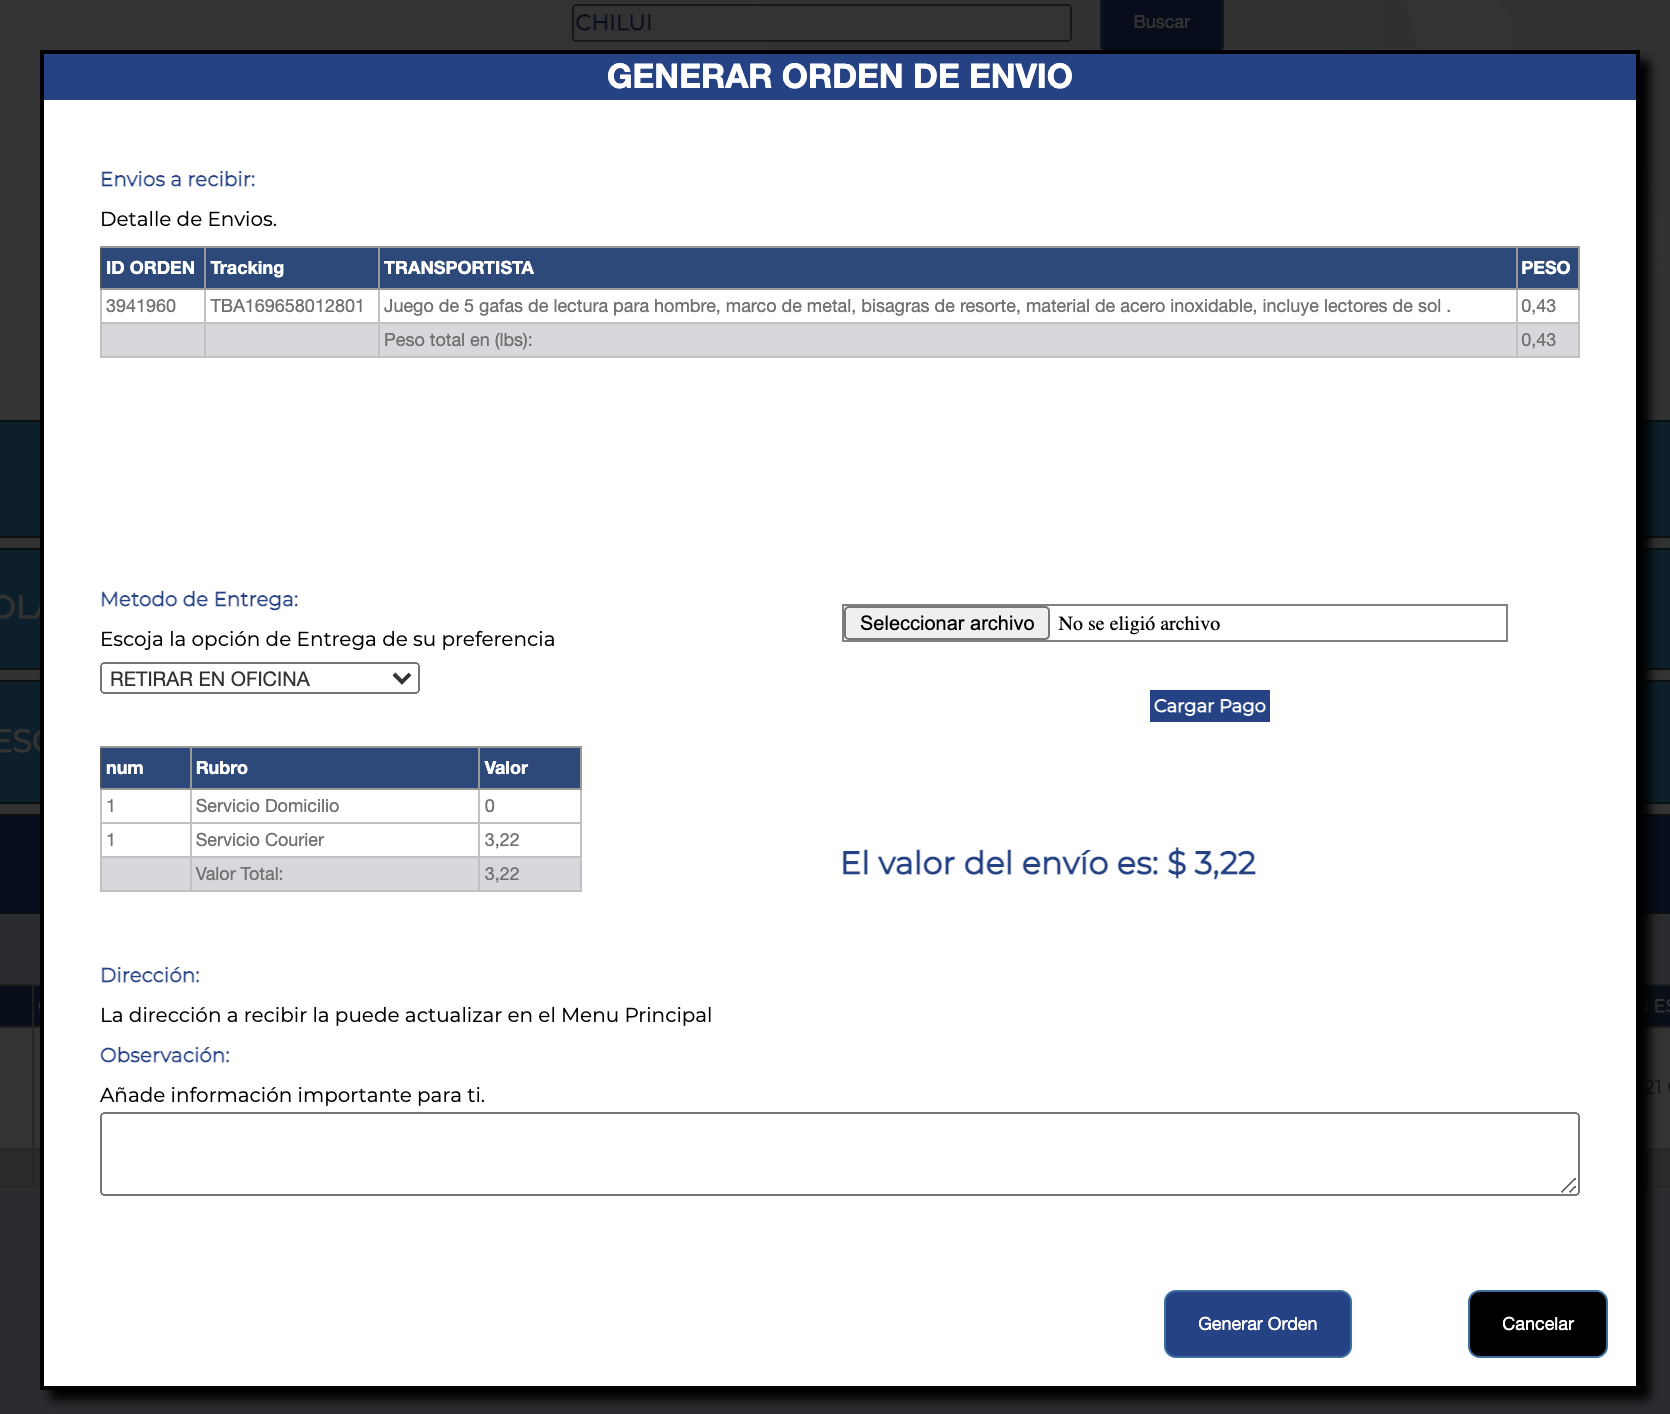 CHILUI
Buscar
GENERAR ORDEN DE ENVIO
Envios a recibir:
Detalle de Envios.
ID ORDEN Tracking TRANSPORTISTA PESO
3941960 TBA169658012801 Juego de 5 gafas de lectura para hombre, marco de metal, bisagras de resorte, material de acero inoxidable, incluye lectores de sol . 0,43
Peso total en (lbs): 0,43
Metodo de Entrega:
Escoja la opción de Entrega de su preferencia
RETIRAR EN OFICINA
Seleccionar archivo No se eligió archivo
Cargar Pago
num Rubro Valor
1 Servicio Domicilio 0
1 Servicio Courier 3,22
Valor Total: 3,22
El valor del envío es: $ 3,22
Dirección:
La dirección a recibir la puede actualizar en el Menu Principal
Observación:
Añade información importante para ti.
Generar Orden
Cancelar